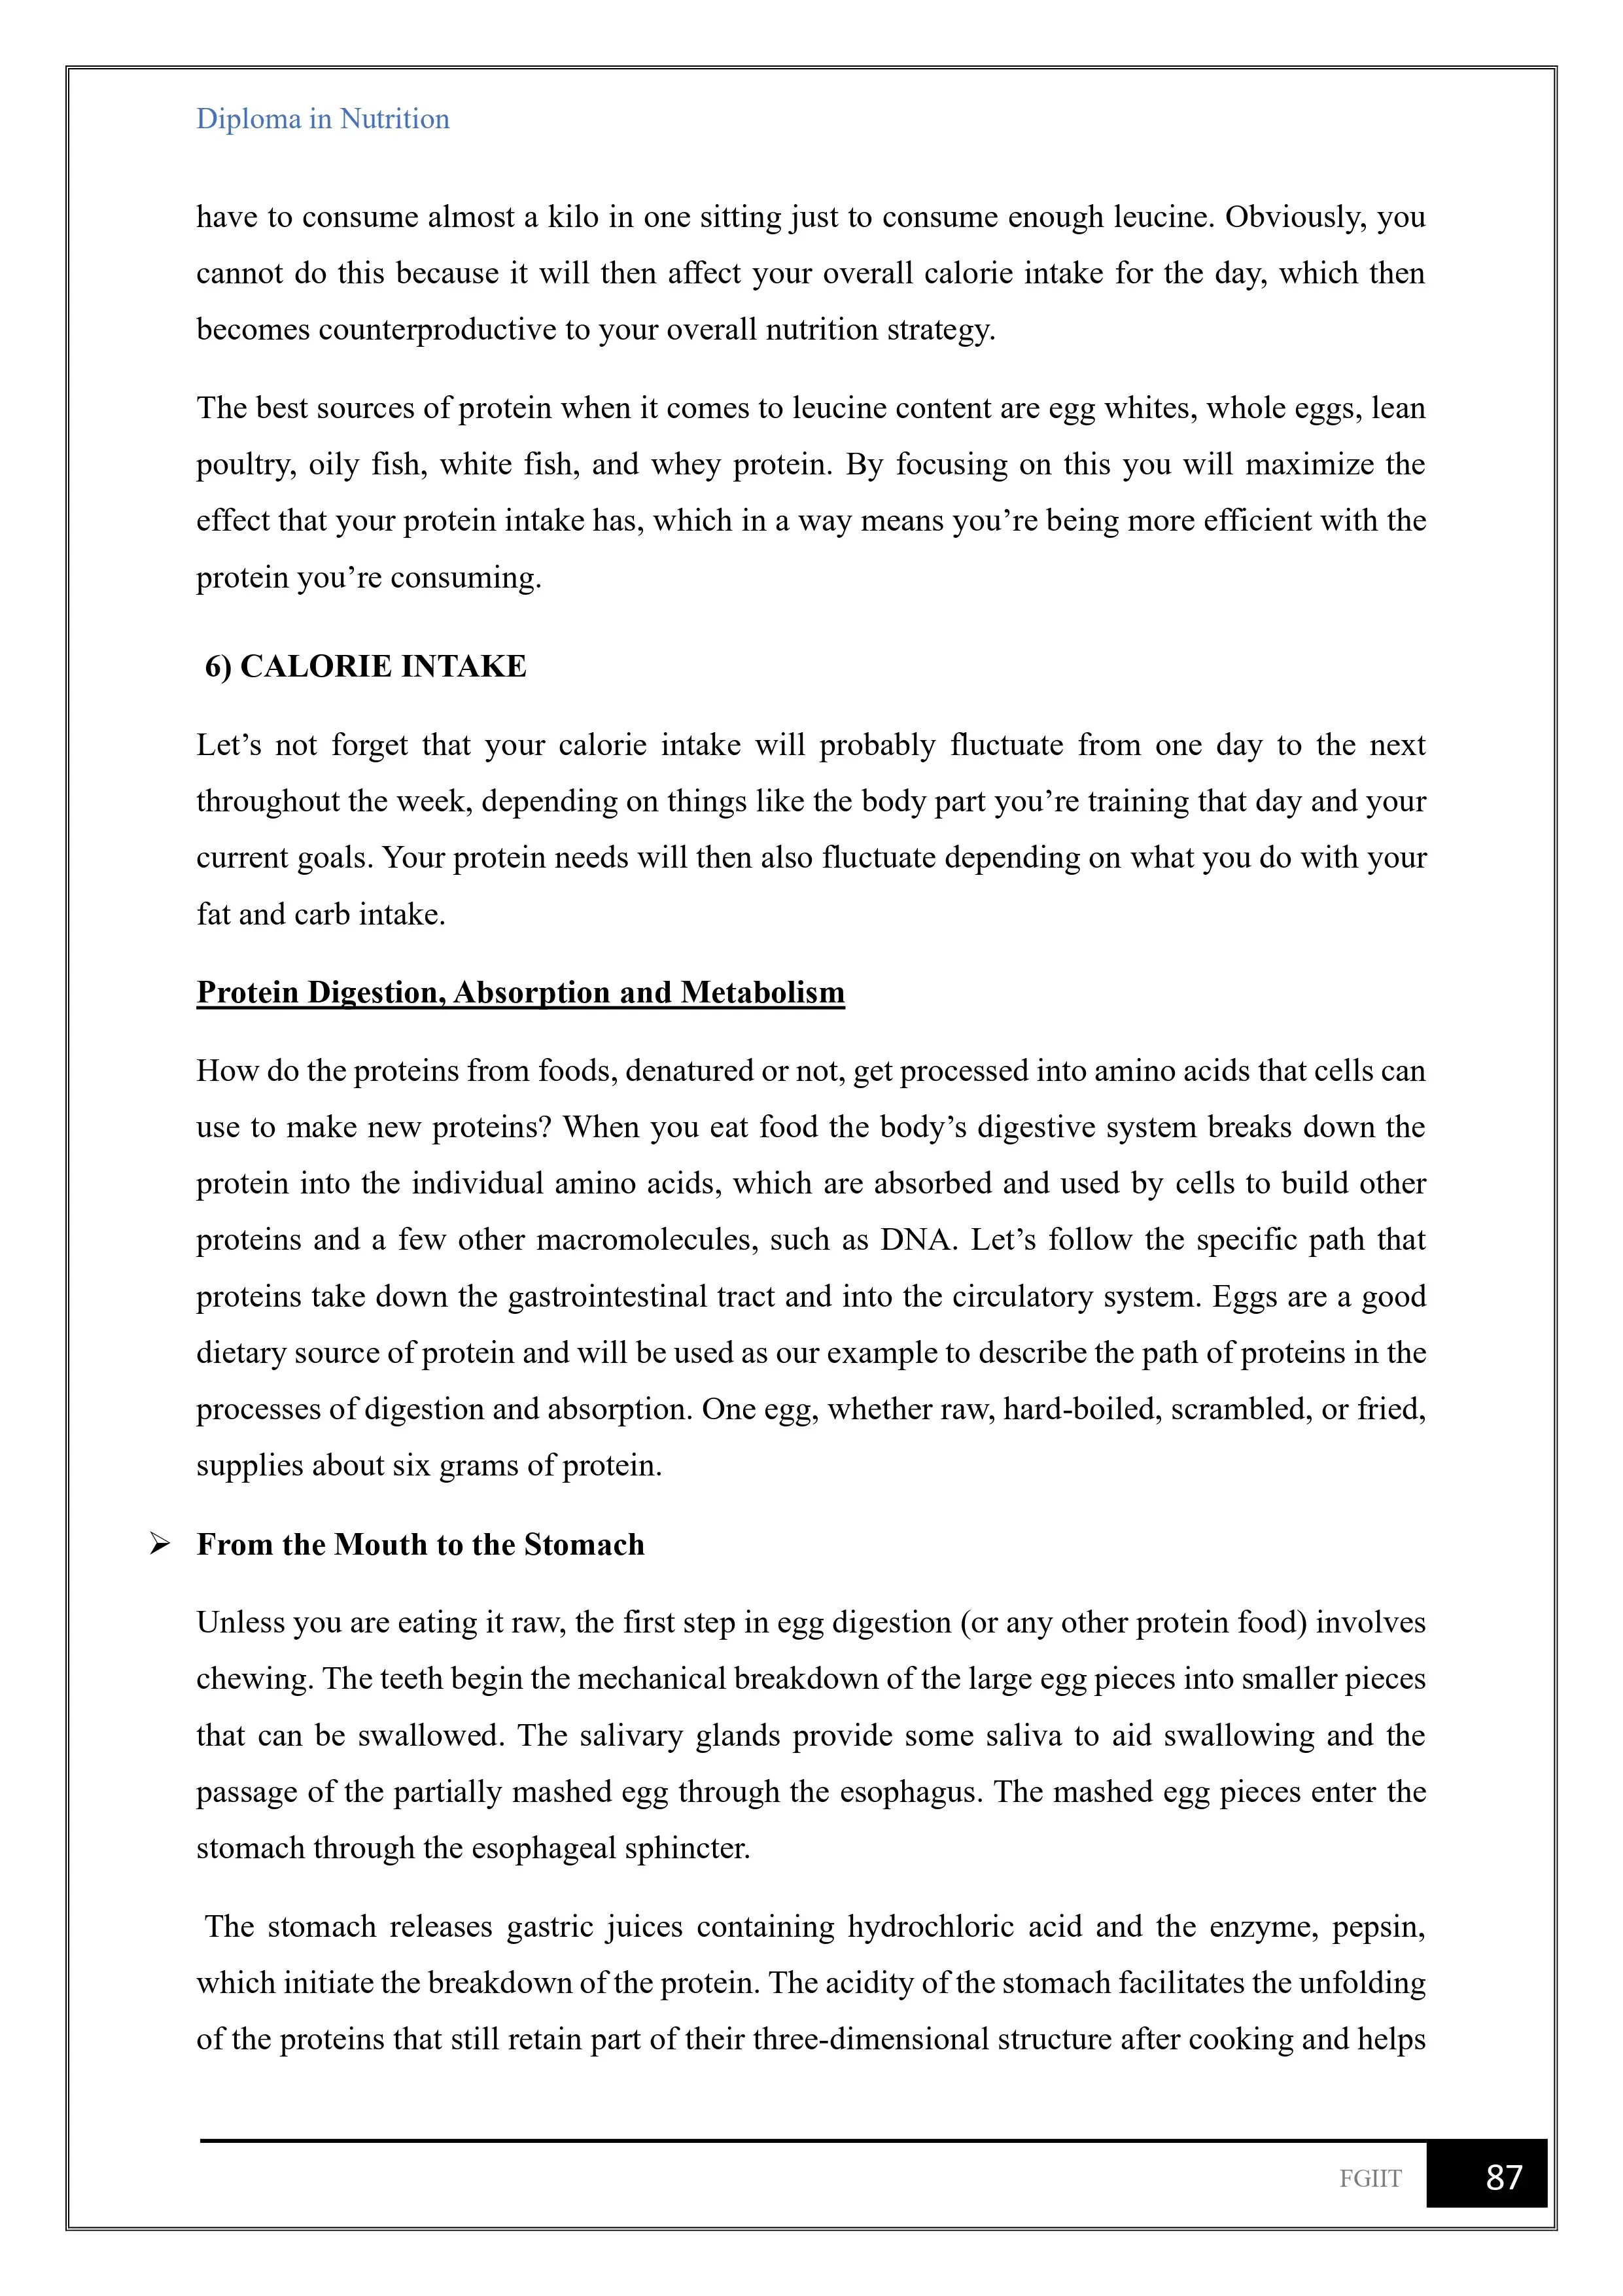 Diploma in Nutrition
have to consume almost a kilo in one sitting just to consume enough leucine. Obviously, you
cannot do this because it will then affect your overall calorie intake for the day, which then
becomes counterproductive to your overall nutrition strategy.
The best sources of protein when it comes to leucine content are egg whites, whole eggs, lean
poultry, oily fish, white fish, and whey protein. By focusing on this you will maximize the
effect that your protein intake has, which in a way means you’re being more efficient with the
protein you’re consuming.
6) CALORIE INTAKE
Let’s not forget that your calorie intake will probably fluctuate from one day to the next
throughout the week, depending on things like the body part you’re training that day and your
current goals. Your protein needs will then also fluctuate depending on what you do with your
fat and carb intake.
Protein Digestion, Absorption and Metabolism
How do the proteins from foods, denatured or not, get processed into amino acids that cells can
use to make new proteins? When you eat food the body’s digestive system breaks down the
protein into the individual amino acids, which are absorbed and used by cells to build other
proteins and a few other macromolecules, such as DNA. Let’s follow the specific path that
proteins take down the gastrointestinal tract and into the circulatory system. Eggs are a good
dietary source of protein and will be used as our example to describe the path of proteins in the
processes of digestion and absorption. One egg, whether raw, hard-boiled, scrambled, or fried,
supplies about six grams of protein.
➢ From the Mouth to the Stomach
Unless you are eating it raw, the first step in egg digestion (or any other protein food) involves
chewing. The teeth begin the mechanical breakdown of the large egg pieces into smaller pieces
that can be swallowed. The salivary glands provide some saliva to aid swallowing and the
passage of the partially mashed egg through the esophagus. The mashed egg pieces enter the
stomach through the esophageal sphincter.
The stomach releases gastric juices containing hydrochloric acid and the enzyme, pepsin,
which initiate the breakdown of the protein. The acidity of the stomach facilitates the unfolding
of the proteins that still retain part of their three-dimensional structure after cooking and helps
FGIIT 87